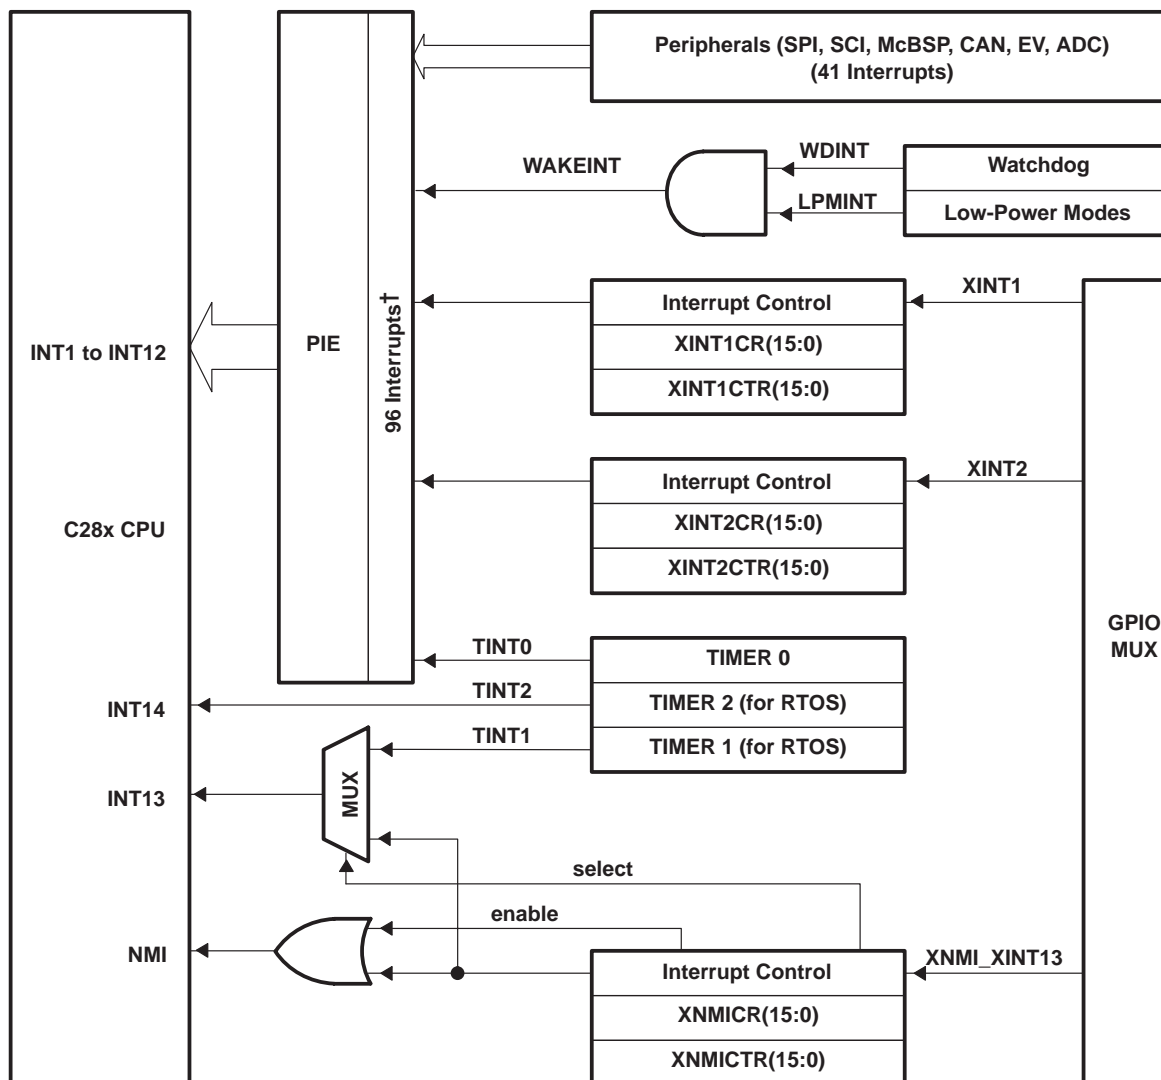 Peripherals (SPI, SCI, McBSP, CAN, EV, ADC)
(41 Interrupts)
WDINT
Watchdog
WAKEINT
LPMINT
Low-Power Modes
96 Interrupts†
PIE
INT1 to INT12
XINT1
Interrupt Control
XINT1CR(15:0)
XINT1CTR(15:0)
XINT2
Interrupt Control
XINT2CR(15:0)
XINT2CTR(15:0)
C28x CPU
GPIO
MUX
TINT0
TIMER 0
TINT2
TIMER 2 (for RTOS)
INT14
TINT1
TIMER 1 (for RTOS)
INT13
MUX
select
enable
NMI
Interrupt Control
XNMI_XINT13
XNMICR(15:0)
XNMICTR(15:0)